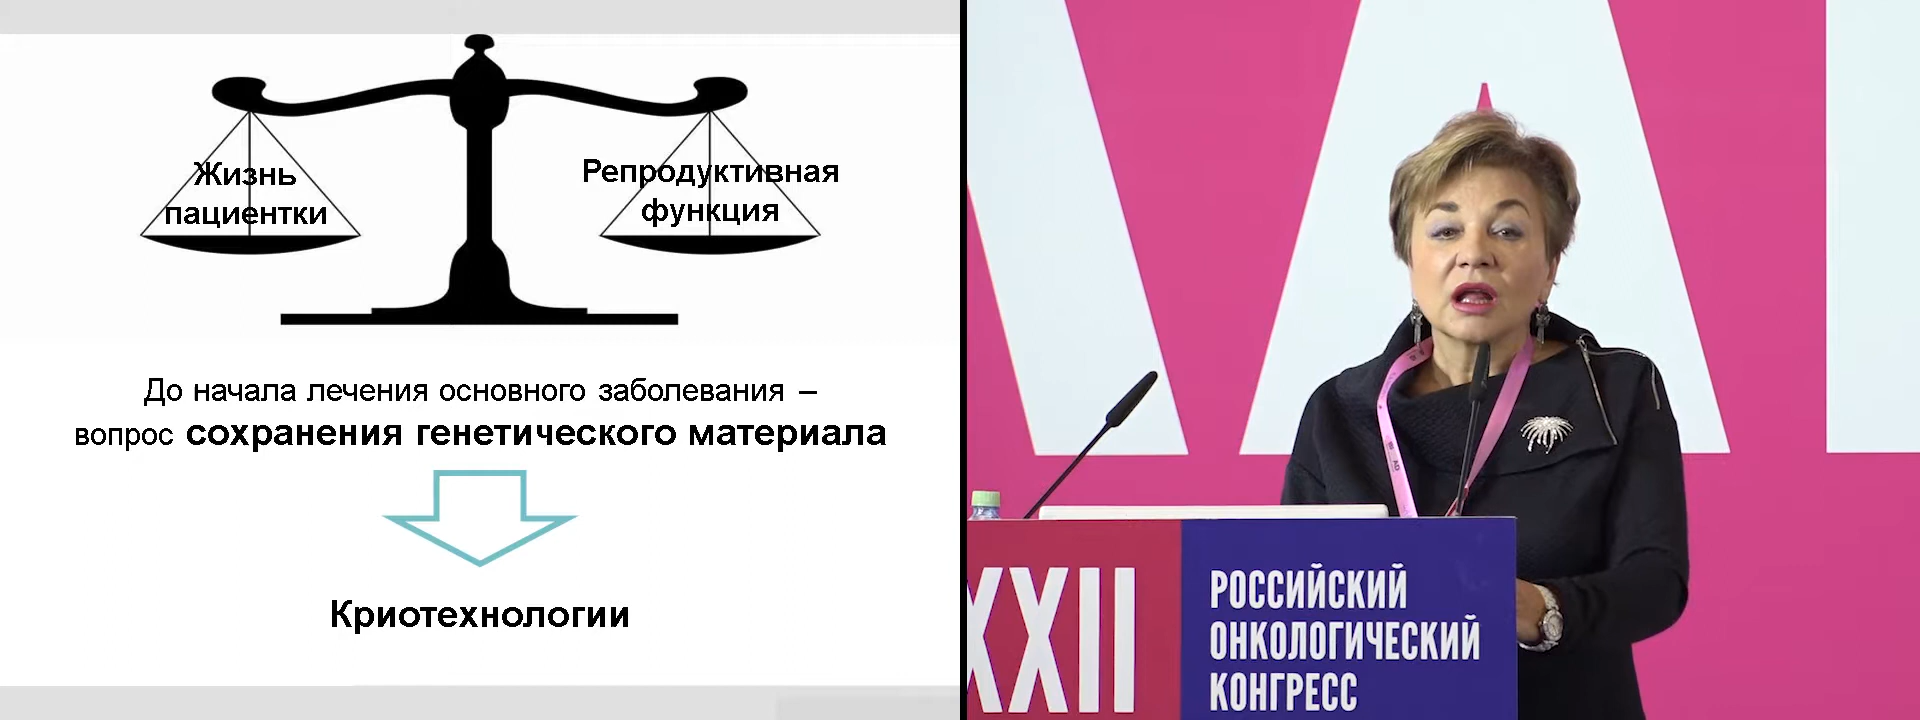 Жизнь
пациентки
Репродуктивная
функция
До начала лечения основного заболевания –
вопрос сохранения генетического материала
Криотехнологии
XXII
РОССИЙСКИЙ
ОНКОЛОГИЧЕСКИЙ
КОНГРЕСС